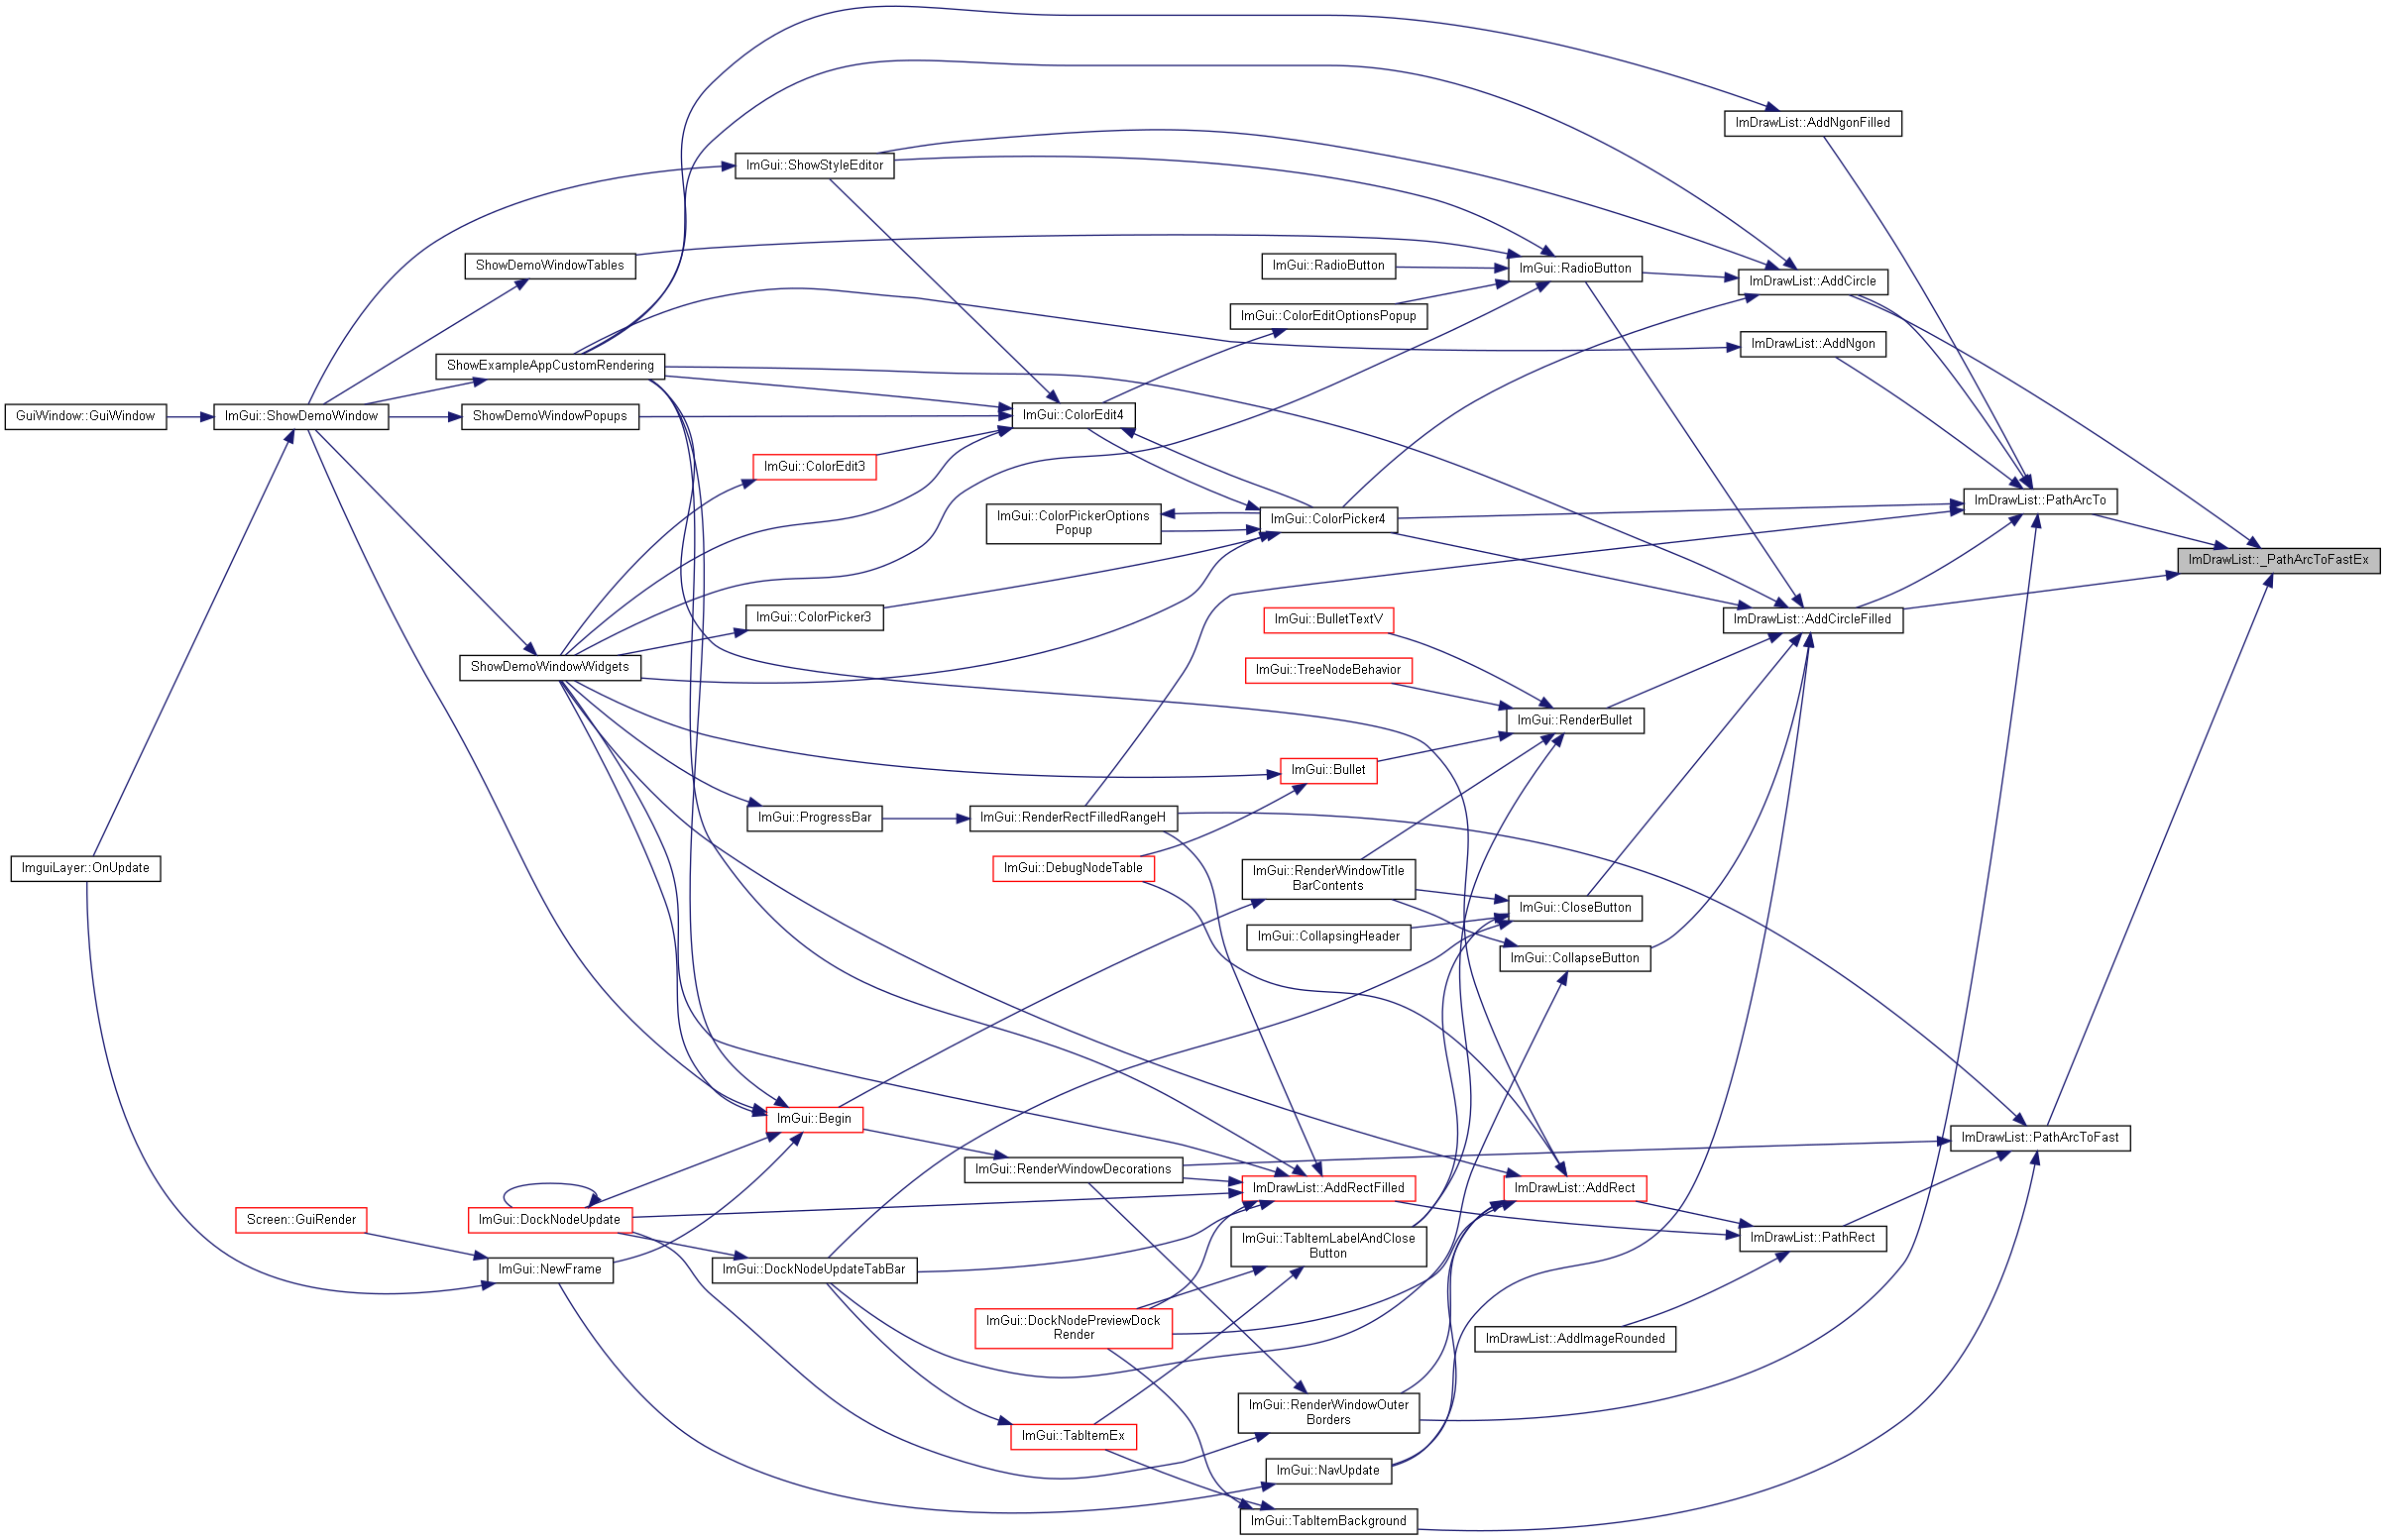 ImDrawList::AddNgonFilled
ImGui::ShowStyleEditor
ShowDemoWindowTables
ImGui::RadioButton
ImGui::RadioButton
ImDrawList::AddCircle
ImGui::ColorEditOptionsPopup
ImDrawList::AddNgon
ShowExampleAppCustomRendering
GuiWindow::GuiWindow
ImGui::ShowDemoWindow
ShowDemoWindowPopups
ImGui::ColorEdit4
ImGui::ColorEdit3
ImDrawList::PathArcTo
ImGui::ColorPickerOptions
Popup
ImGui::ColorPicker4
ImDrawList::_PathArcToFastEx
ImGui::ColorPicker3
ImGui::BulletTextV
ImDrawList::AddCircleFilled
ShowDemoWindowWidgets
ImGui::TreeNodeBehavior
ImGui::RenderBullet
ImGui::Bullet
ImGui::ProgressBar
ImGui::RenderRectFilledRangeH
ImguiLayer::OnUpdate
ImGui::DebugNodeTable
ImGui::RenderWindowTitle
BarContents
ImGui::CloseButton
ImGui::CollapsingHeader
ImGui::CollapseButton
ImGui::Begin
ImDrawList::PathArcToFast
ImGui::RenderWindowDecorations
ImDrawList::AddRectFilled
ImDrawList::AddRect
Screen::GuiRender
ImGui::DockNodeUpdate
ImGui::TabItemLabelAndClose
Button
ImDrawList::PathRect
ImGui::NewFrame
ImGui::DockNodeUpdateTabBar
ImGui::DockNodePreviewDock
Render
ImDrawList::AddImageRounded
ImGui::RenderWindowOuter
Borders
ImGui::TabItemEx
ImGui::NavUpdate
ImGui::TabItemBackground